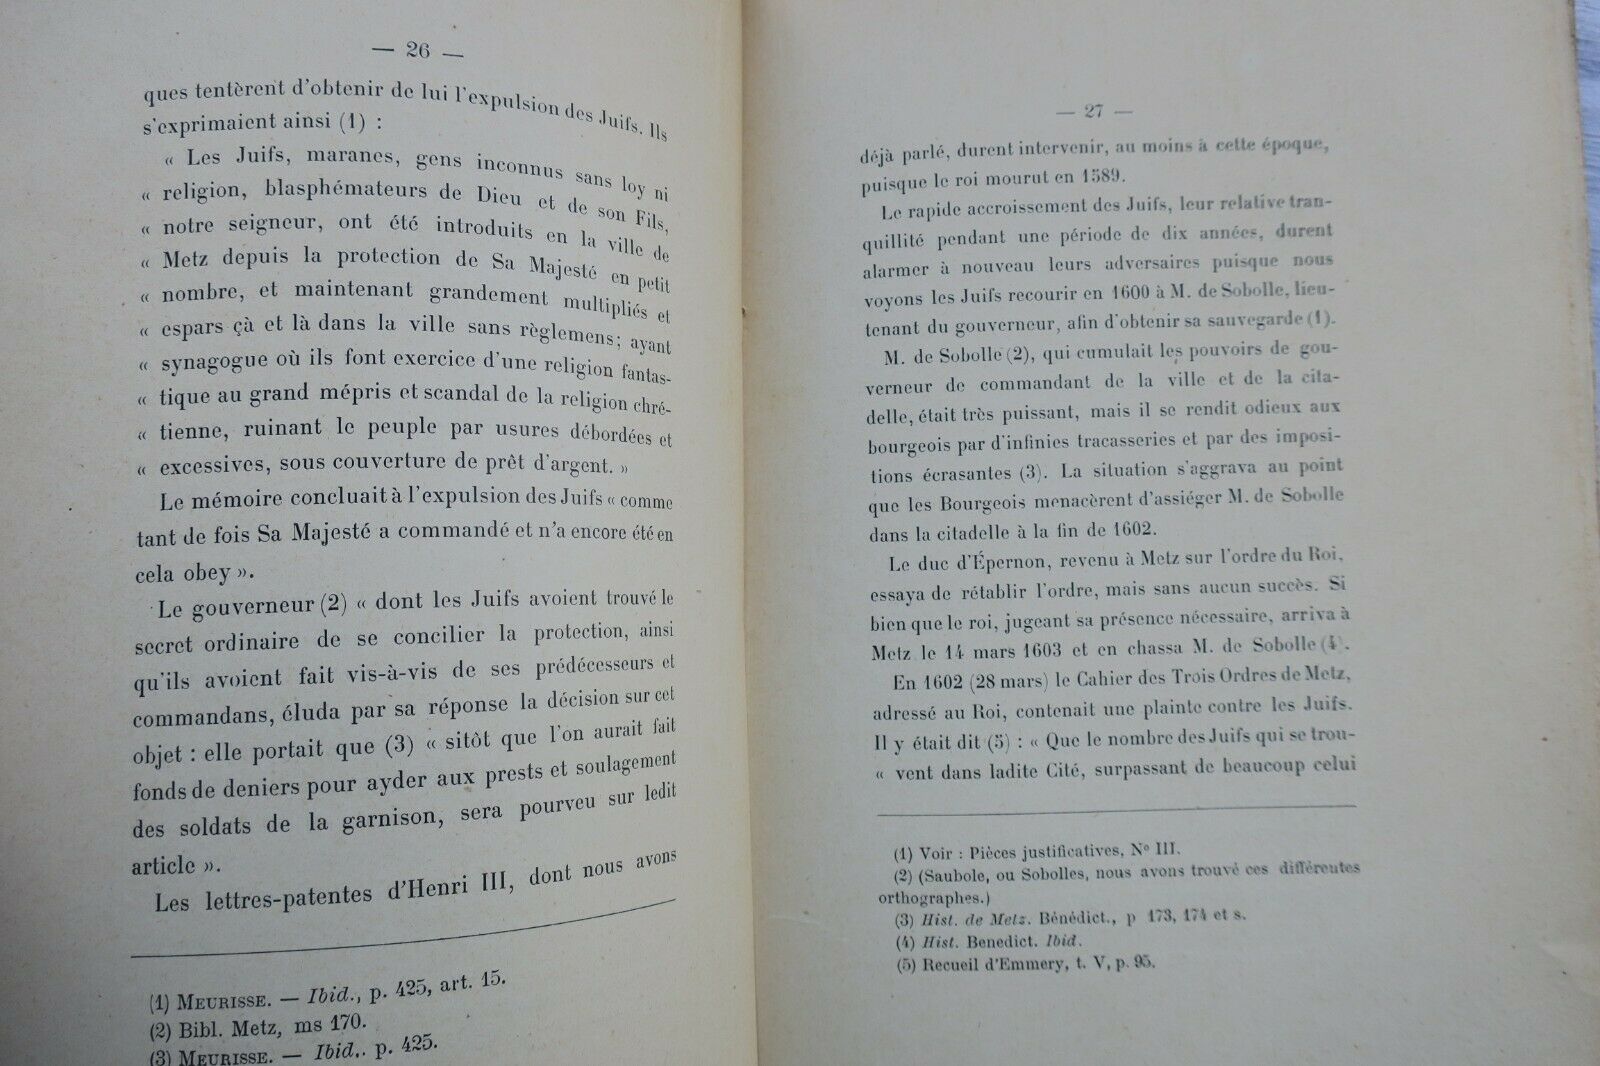 — 26 —
ques tentèrent d'obtenir de lui l'expulsion des Juifs. Ils
s'exprimaient ainsi (1) :
« Les Juifs, maranes, gens inconnus sans loy ni
« religion, blasphémateurs de Dieu et de son Fils,
« notre seigneur, ont été introduits en la ville de
« Metz depuis la protection de Sa Majesté en petit
« nombre, et maintenant grandement multipliés et
« espars çà et là dans la ville sans règlemens; ayant
« synagogue où ils font exercice d'une religion fantas-
« tique au grand mépris et scandal de la religion chré-
« tienne, ruinant le peuple par usures débordées et
« excessives, sous couverture de prêt d'argent. »
Le mémoire concluait à l'expulsion des Juifs « comme
tant de fois Sa Majesté a commandé et n'a encore été en
cela obey ».
Le gouverneur (2) « dont les Juifs avoient trouvé le
secret ordinaire de se concilier la protection, ainsi
qu'ils avoient fait vis-à-vis de ses prédécesseurs et
commandans, éluda par sa réponse la décision sur cet
objet : elle portait que (3) « sitôt que l'on aurait fait
fonds de deniers pour ayder aux prests et soulagement
des soldats de la garnison, sera pourveu sur ledit
article ».
Les lettres-patentes d'Henri III, dont nous avons
(1) MEURISSE. — Ibid., p. 425, art. 15.
(2) Bibl. Metz, ms 170.
(3) MEURISSE. — Ibid., p. 425.
— 27 —
déjà parlé, durent intervenir, au moins à cette époque,
puisque le roi mourut en 1589.
Le rapide accroissement des Juifs, leur relative tran-
quillité pendant une période de dix années, durent
alarmer à nouveau leurs adversaires puisque nous
voyons les Juifs recourir en 1600 à M. de Sobolle, lieu-
tenant du gouverneur, afin d'obtenir sa sauvegarde (1).
M. de Sobolle (2), qui cumulait les pouvoirs de gou-
verneur de commandant de la ville et de la cita-
delle, était très puissant, mais il se rendit odieux aux
bourgeois par d'infinies tracasseries et par des imposi-
tions écrasantes (3). La situation s'aggrava au point
que les Bourgeois menacèrent d'assiéger M. de Sobolle
dans la citadelle à la fin de 1602.
Le duc d'Épernon, revenu à Metz sur l'ordre du Roi,
essaya de rétablir l'ordre, mais sans aucun succès. Si
bien que le roi, jugeant sa présence nécessaire, arriva à
Metz le 14 mars 1603 et en chassa M. de Sobolle (4).
En 1602 (28 mars) le Cahier des Trois Ordres de Metz,
adressé au Roi, contenait une plainte contre les Juifs.
Il y était dit (5) : « Que le nombre des Juifs qui se trou-
« vent dans ladite Cité, surpassant de beaucoup celui
(1) Voir : Pièces justificatives, N° III.
(2) (Saubole, ou Sobolles, nous avons trouvé ces différentes
orthographes.)
(3) Hist. de Metz. Bénédict., p 173, 174 et s.
(4) Hist. Benedict. Ibid.
(5) Recueil d'Emmery, t. V, p. 95.